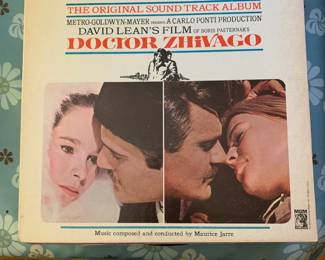 THE ORIGINAL SOUND TRACK ALBUM
METRO-GOLDWYN-MAYER PRESENTS A CARLO PONTI PRODUCTION
DAVID LEAN'S FILM OF BORIS PASTERNAK'S
DOCTOR ZHiVAGO
MGM
Music composed and conducted by Maurice Jarre